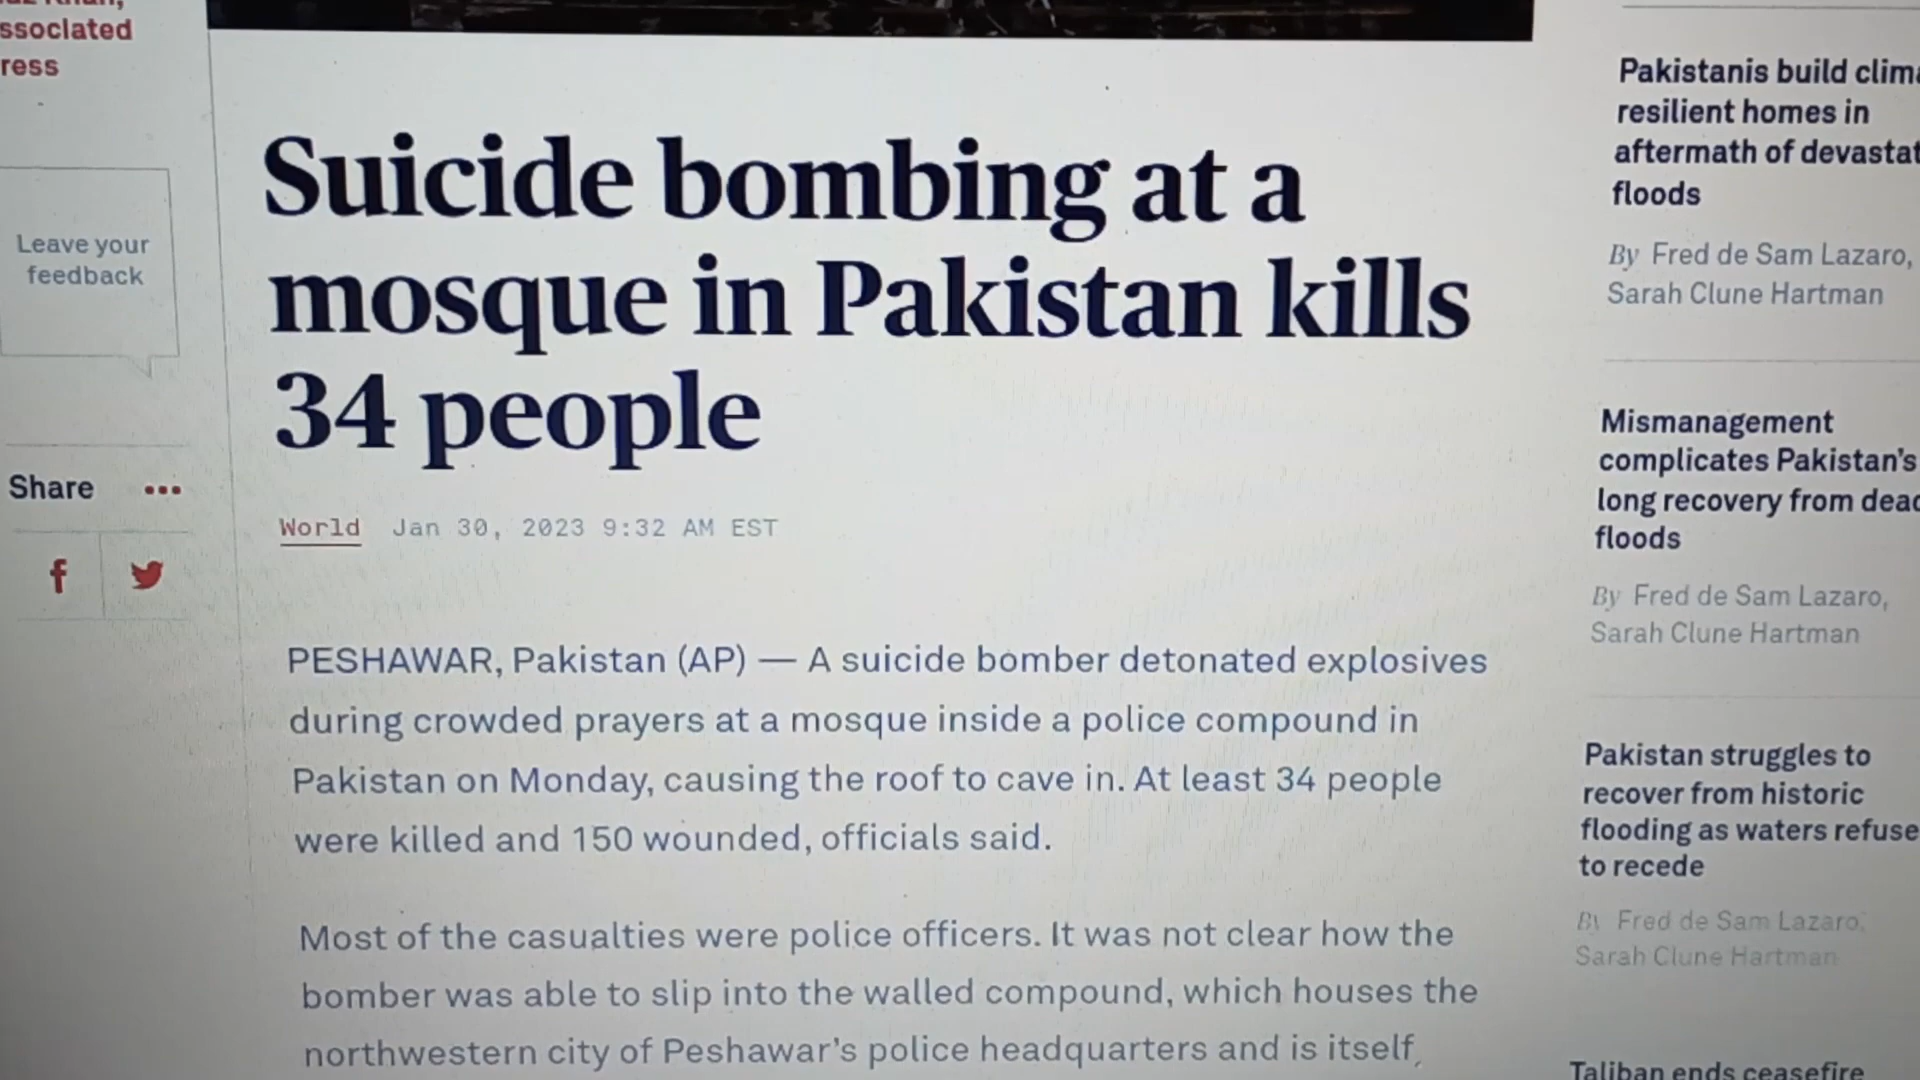 ssociated
ress
Leave your
feedback
Share
Suicide bombing at a
mosque in Pakistan kills
34 people
World Jan 30, 2023 9:32 AM EST
PESHAWAR, Pakistan (AP) — A suicide bomber detonated explosives
during crowded prayers at a mosque inside a police compound in
Pakistan on Monday, causing the roof to cave in. At least 34 people
were killed and 150 wounded, officials said.
Most of the casualties were police officers. It was not clear how the
bomber was able to slip into the walled compound, which houses the
northwestern city of Peshawar's police headquarters and is itself
Pakistanis build clima
resilient homes in
aftermath of devastat
floods
By Fred de Sam Lazaro,
Sarah Clune Hartman
Mismanagement
complicates Pakistan's
long recovery from dead
floods
By Fred de Sam Lazaro,
Sarah Clune Hartman
Pakistan struggles to
recover from historic
flooding as waters refuse
to recede
By Fred de Sam Lazaro,
Sarah Clune Hartman
Taliban ends ceasefire